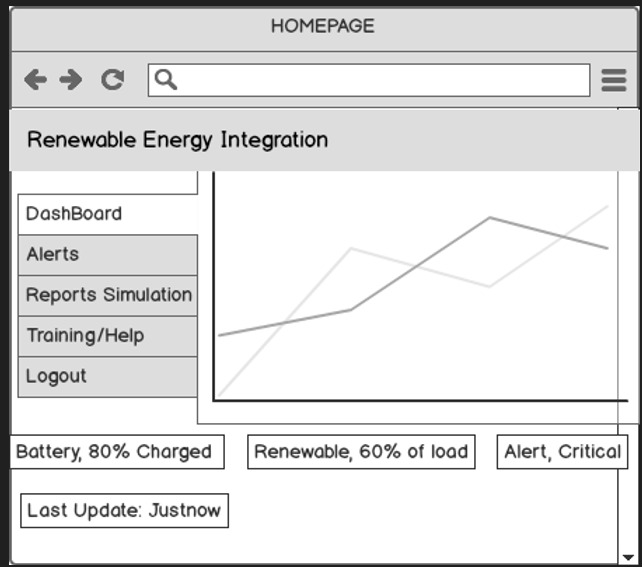 HOMEPAGE
Renewable Energy Integration
DashBoard
Alerts
Reports Simulation
Training/Help
Logout
Battery, 80% Charged
Renewable, 60% of load
Alert, Critical
Last Update: Justnow